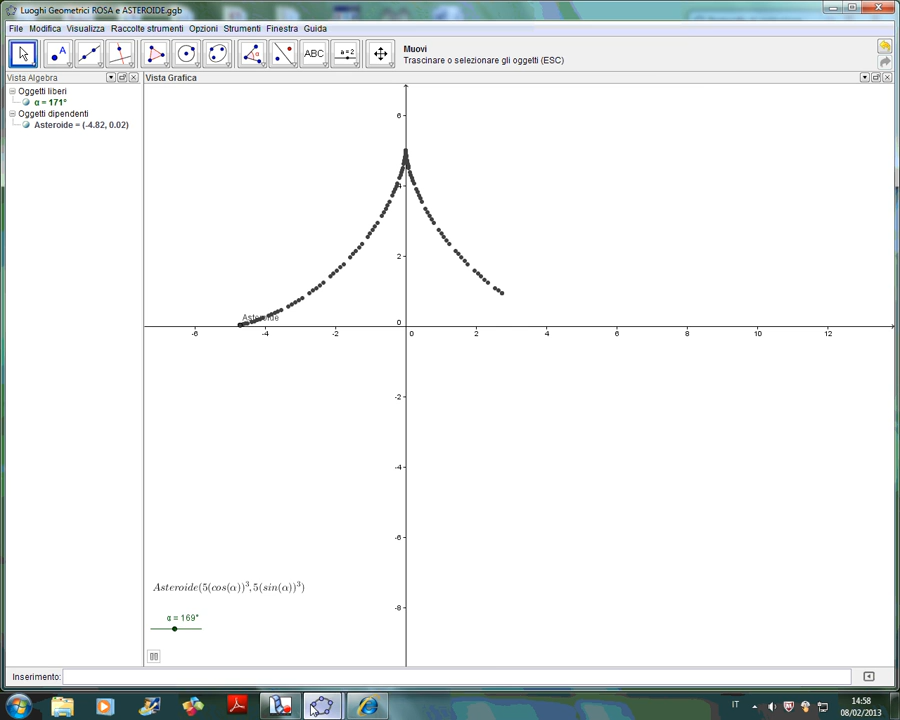 Luoghi Geometrici ROSA e ASTEROIDE.ggb
File Modifica Visualizza Raccolte strumenti Opzioni Strumenti Finestra Guida
A
ABC
a=2
Muovi
Trascinare o selezionare gli oggetti (ESC)
Vista Algebra
Vista Grafica
Oggetti liberi
α = 171°
Oggetti dipendenti
Asteroide = (-4.82, 0.02)
6
4
2
0
Asteroide
-6 -4 -2 0 2 4 6 8 10 12
-2
-4
-6
-8
Asteroide(5(cos(α))³, 5(sin(α))³)
α = 169°
Inserimento:
IT
14:58
08/02/2013